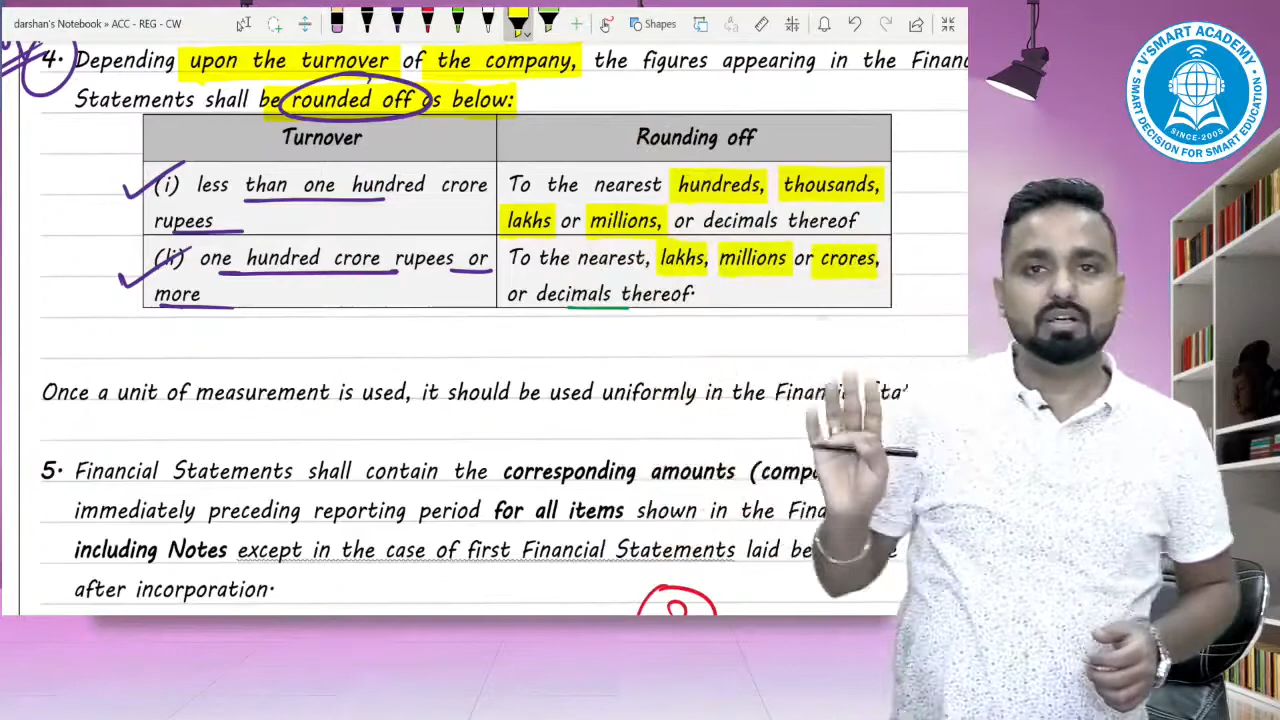 darshan's Notebook » ACC - REG - CW
Shapes
4. Depending upon the turnover of the company, the figures appearing in the
Statements shall be rounded off as below:
Turnover
Rounding off
(i) less than one hundred crore
rupees
To the nearest hundreds, thousands,
lakhs or millions, or decimals thereof
(ii) one hundred crore rupees or
more
To the nearest, lakhs, millions or crores,
or decimals thereof.
Once a unit of measurement is used, it should be used uniformly in the
5. Financial Statements shall contain the corresponding amounts
immediately preceding reporting period for all items shown in the
including Notes except in the case of first Financial Statements laid
after incorporation.
V'SMART ACADEMY
SINCE-2005
SMART DECISION FOR SMART EDUCATION